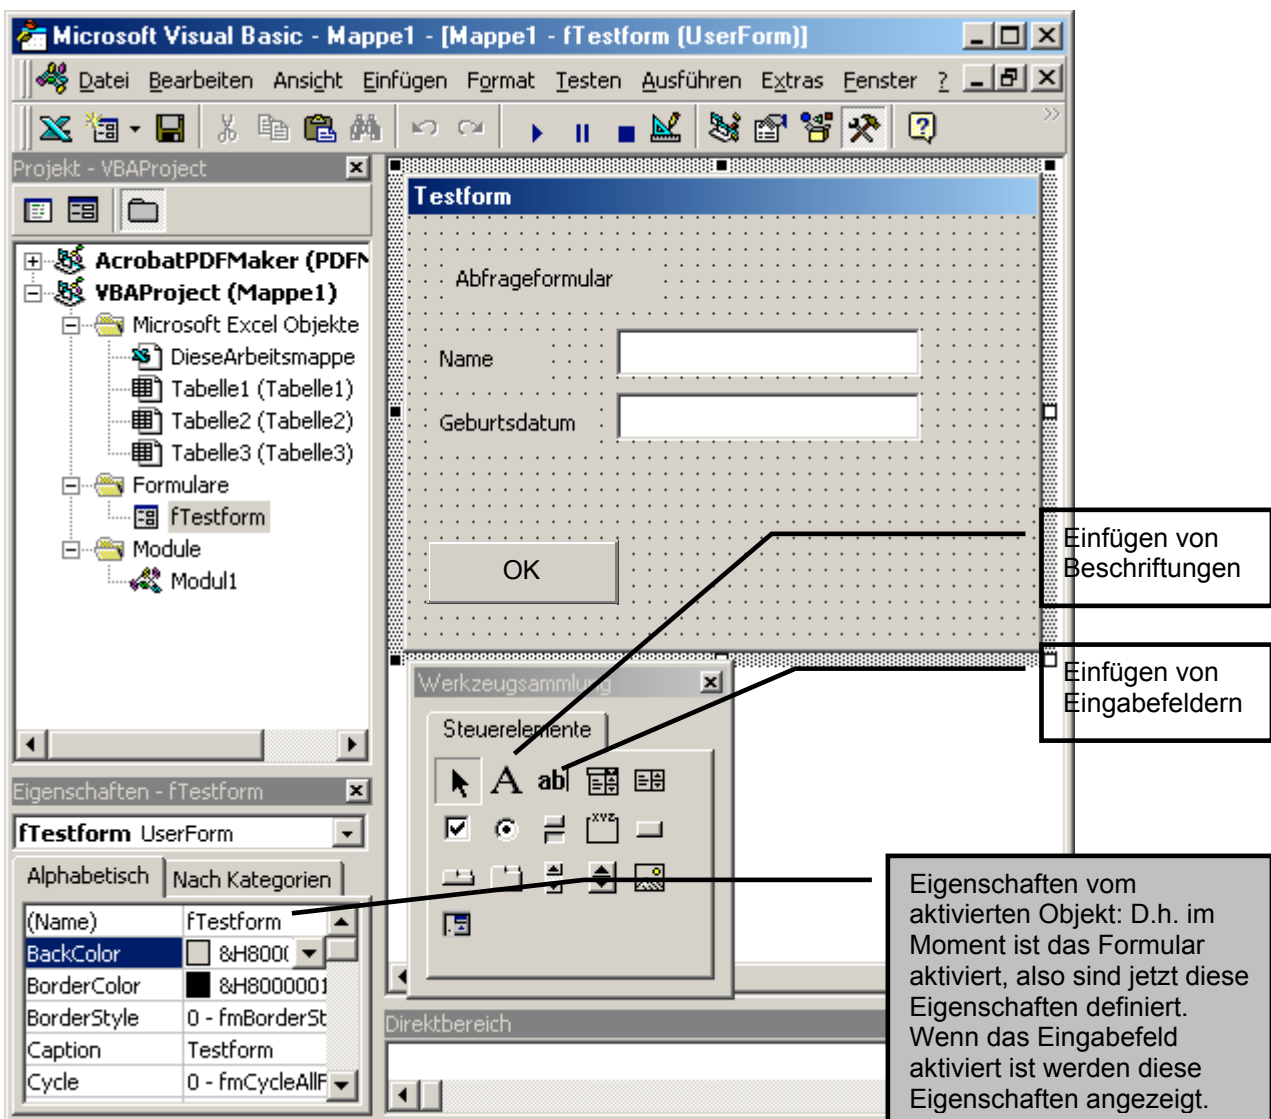 Microsoft Visual Basic - Mappe1 - [Mappe1 - fTestform (UserForm)]
Datei Bearbeiten Ansicht Einfügen Format Testen Ausführen Extras Fenster ?
Projekt - VBAProject
AcrobatPDFMaker (PDFM
VBAProject (Mappe1)
Microsoft Excel Objekte
DieseArbeitsmappe
Tabelle1 (Tabelle1)
Tabelle2 (Tabelle2)
Tabelle3 (Tabelle3)
Formulare
fTestform
Module
Modul1
Testform
Abfrageformular
Name
Geburtsdatum
OK
Einfügen von
Beschriftungen
Einfügen von
Eingabefeldern
Werkzeugsammlung
Steuerelemente
A ab
xyz
Eigenschaften - fTestform
fTestform UserForm
Alphabetisch Nach Kategorien
(Name) fTestform
BackColor &H800(
BorderColor &H8000001
BorderStyle 0 - fmBorderSt
Caption Testform
Cycle 0 - fmCycleAllF
Direktbereich
Eigenschaften vom
aktivierten Objekt: D.h. im
Moment ist das Formular
aktiviert, also sind jetzt diese
Eigenschaften definiert.
Wenn das Eingabefeld
aktiviert ist werden diese
Eigenschaften angezeigt.